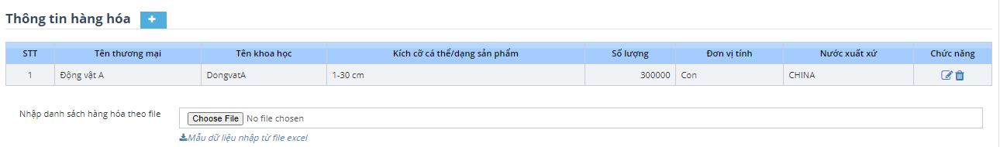 Thông tin hàng hóa +
STT Tên thương mại Tên khoa học Kích cỡ cá thể/dạng sản phẩm Số lượng Đơn vị tính Nước xuất xứ Chức năng
1 Động vật A DongvatA 1-30 cm 300000 Con CHINA
Nhập danh sách hàng hóa theo file Choose File No file chosen
Mẫu dữ liệu nhập từ file excel